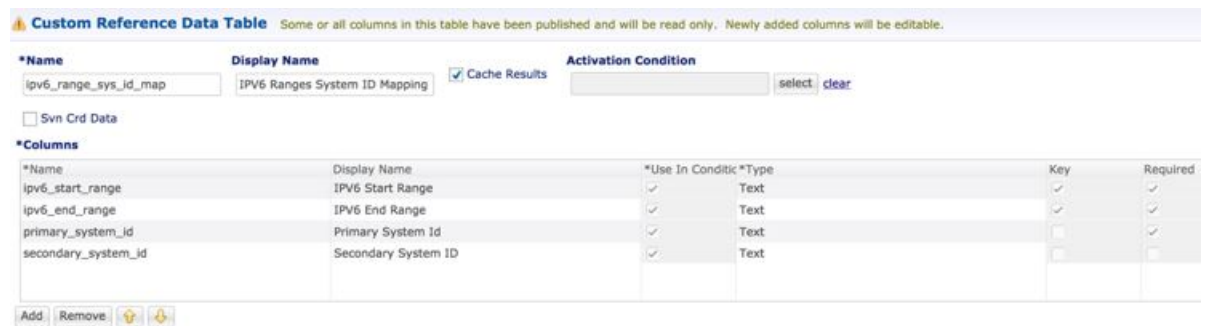 Custom Reference Data Table Some or all columns in this table have been published and will be read only. Newly added columns will be editable.
*Name Display Name Cache Results Activation Condition
ipv6_range_sys_id_map IPV6 Ranges System ID Mapping select clear
Svn Crd Data
*Columns
*Name Display Name *Use In Conditic *Type Key Required
ipv6_start_range IPV6 Start Range Text
ipv6_end_range IPV6 End Range Text
primary_system_id Primary System Id Text
secondary_system_id Secondary System ID Text
Add Remove